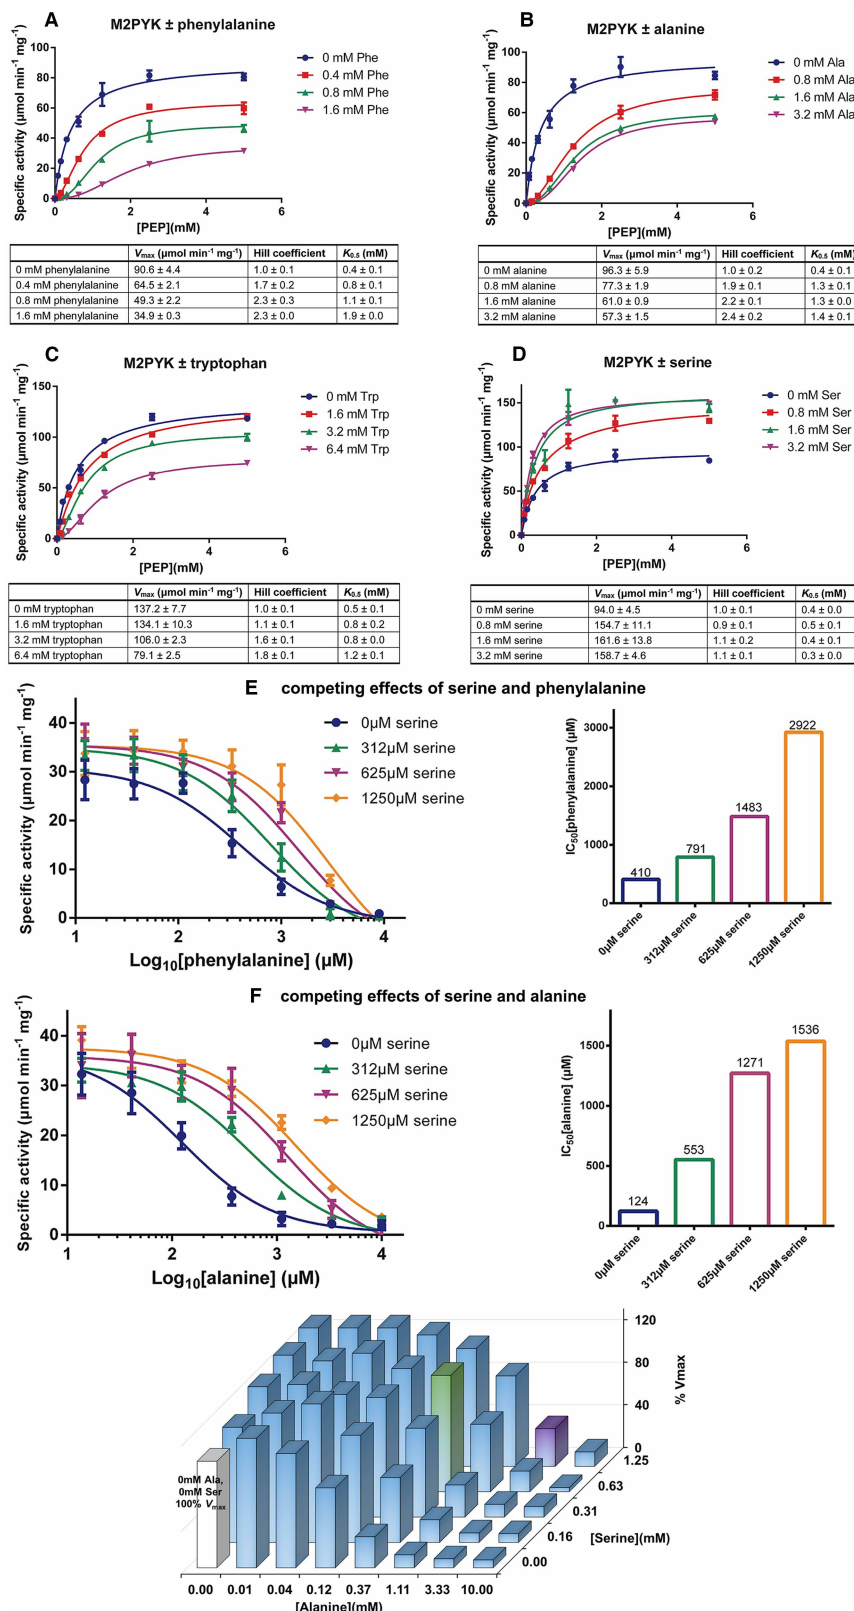 A
M2PYK ± phenylalanine
Specific activity (µmol min⁻¹ mg⁻¹)
100
80
60
40
20
0
0 2 4 6
[PEP](mM)
0 mM Phe
0.4 mM Phe
0.8 mM Phe
1.6 mM Phe
Vmax (µmol min⁻¹ mg⁻¹) Hill coefficient K0.5 (mM)
0 mM phenylalanine 90.6 ± 4.4 1.0 ± 0.1 0.4 ± 0.1
0.4 mM phenylalanine 64.5 ± 2.1 1.7 ± 0.2 0.8 ± 0.1
0.8 mM phenylalanine 49.3 ± 2.2 2.3 ± 0.3 1.1 ± 0.1
1.6 mM phenylalanine 34.9 ± 0.3 2.3 ± 0.0 1.9 ± 0.0
B
M2PYK ± alanine
Specific activity (µmol min⁻¹ mg⁻¹)
100
80
60
40
20
0
0 2 4 6
[PEP](mM)
0 mM Ala
0.8 mM Ala
1.6 mM Ala
3.2 mM Ala
Vmax (µmol min⁻¹ mg⁻¹) Hill coefficient K0.5 (mM)
0 mM alanine 96.3 ± 5.9 1.0 ± 0.2 0.4 ± 0.1
0.8 mM alanine 77.3 ± 1.9 1.9 ± 0.1 1.3 ± 0.1
1.6 mM alanine 61.0 ± 0.9 2.2 ± 0.1 1.3 ± 0.0
3.2 mM alanine 57.3 ± 1.5 2.4 ± 0.2 1.4 ± 0.1
C
M2PYK ± tryptophan
Specific activity (µmol min⁻¹ mg⁻¹)
150
100
50
0
0 2 4 6
[PEP](mM)
0 mM Trp
1.6 mM Trp
3.2 mM Trp
6.4 mM Trp
Vmax (µmol min⁻¹ mg⁻¹) Hill coefficient K0.5 (mM)
0 mM tryptophan 137.2 ± 7.7 1.0 ± 0.1 0.5 ± 0.1
1.6 mM tryptophan 134.1 ± 10.3 1.1 ± 0.1 0.8 ± 0.2
3.2 mM tryptophan 106.0 ± 2.3 1.6 ± 0.1 0.8 ± 0.0
6.4 mM tryptophan 79.1 ± 2.5 1.8 ± 0.1 1.2 ± 0.1
D
M2PYK ± serine
Specific activity (µmol min⁻¹ mg⁻¹)
150
100
50
0
0 2 4 6
[PEP](mM)
0 mM Ser
0.8 mM Ser
1.6 mM Ser
3.2 mM Ser
Vmax (µmol min⁻¹ mg⁻¹) Hill coefficient K0.5 (mM)
0 mM serine 94.0 ± 4.5 1.0 ± 0.1 0.4 ± 0.0
0.8 mM serine 154.7 ± 11.1 0.9 ± 0.1 0.5 ± 0.1
1.6 mM serine 161.6 ± 13.8 1.1 ± 0.2 0.4 ± 0.1
3.2 mM serine 158.7 ± 4.6 1.1 ± 0.1 0.3 ± 0.0
E competing effects of serine and phenylalanine
Specific activity (µmol min⁻¹ mg⁻¹)
40
30
20
10
0
1 2 3 4
Log₁₀[phenylalanine] (µM)
0µM serine
312µM serine
625µM serine
1250µM serine
IC₅₀[phenylalanine] (µM)
3000
2000
1000
0
410
791
1483
2922
0µM serine
312µM serine
625µM serine
1250µM serine
F competing effects of serine and alanine
Specific activity (µmol min⁻¹ mg⁻¹)
40
30
20
10
0
1 2 3 4
Log₁₀[alanine] (µM)
0µM serine
312µM serine
625µM serine
1250µM serine
IC₅₀[alanine] (µM)
1500
1000
500
0
124
553
1271
1536
0µM serine
312µM serine
625µM serine
1250µM serine
120
80
40
0
% Vmax
0mM Ala,
0mM Ser
100% Vmax
1.25
0.63
0.31
0.16
0.00
[Serine](mM)
0.00 0.01 0.04 0.12 0.37 1.11 3.33 10.00
[Alanine](mM)